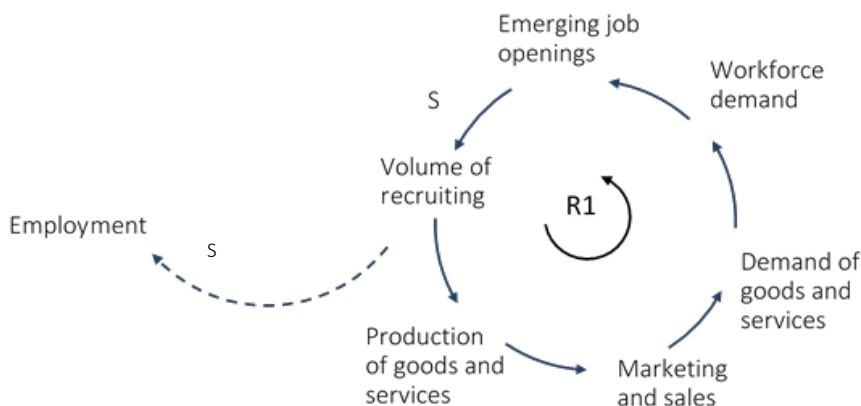 Emerging job
openings
Workforce
demand
S
Volume of
recruiting
R1
Employment
S
Demand of
goods and
services
Production
of goods and
services
Marketing
and sales